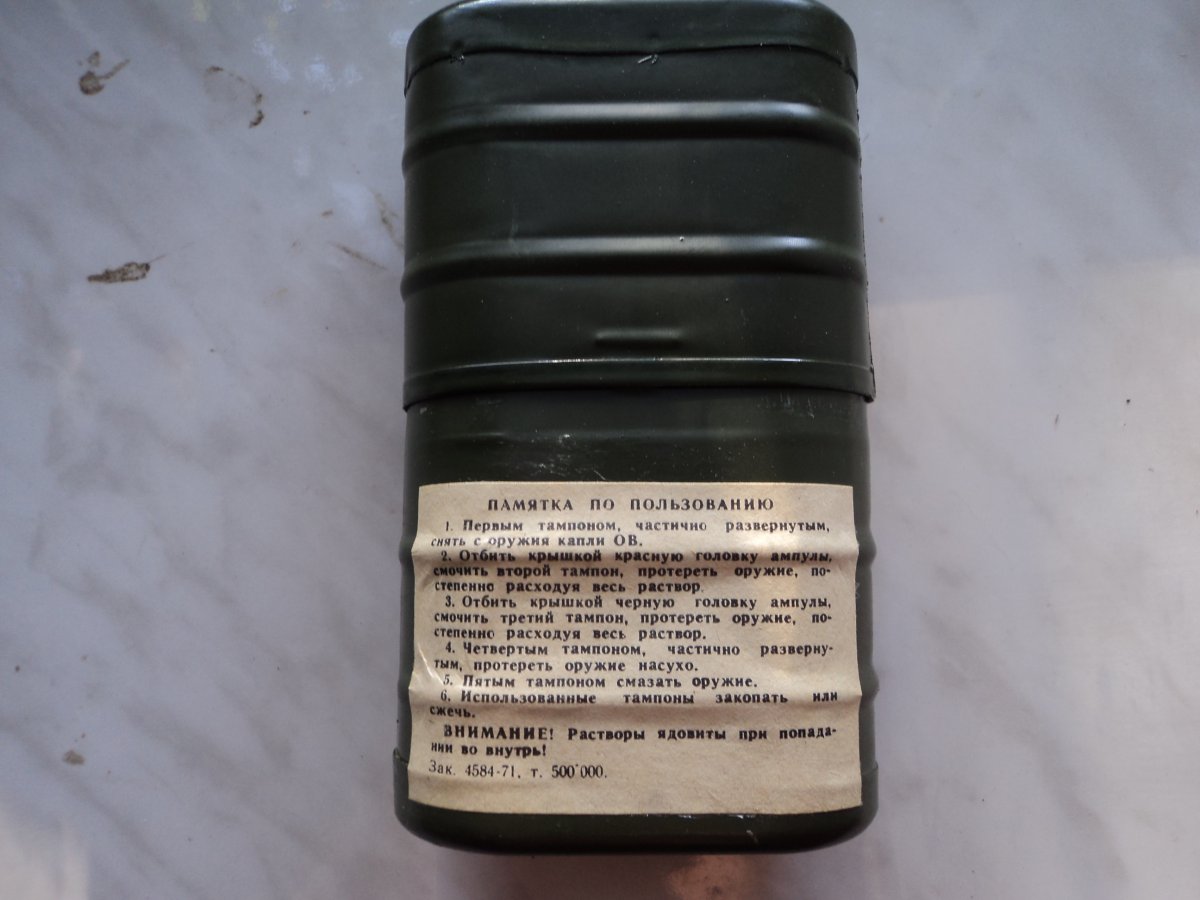 ПАМЯТКА ПО ПОЛЬЗОВАНИЮ
1. Первым тампоном, частично развернутым,
снять с оружия капли ОВ.
2. Отбить крышкой красную головку ампулы,
смочить второй тампон, протереть оружие, по-
степенно расходуя весь раствор.
3. Отбить крышкой черную головку ампулы,
смочить третий тампон, протереть оружие, по-
степенно расходуя весь раствор.
4. Четвертым тампоном, частично разверну-
тым, протереть оружие насухо.
5. Пятым тампоном смазать оружие.
6. Использованные тампоны закопать или
сжечь.
ВНИМАНИЕ! Растворы ядовиты при попада-
нии во внутрь!
Зак. 4584-71. т. 500 000.